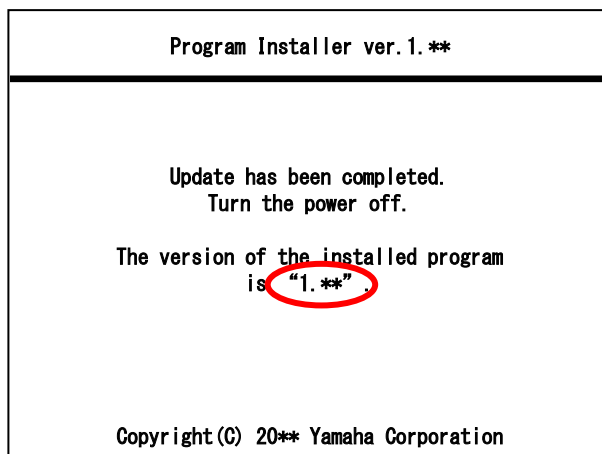 Program Installer ver.1.**
Update has been completed.
Turn the power off.
The version of the installed program
is “1.**”.
Copyright(C) 20** Yamaha Corporation